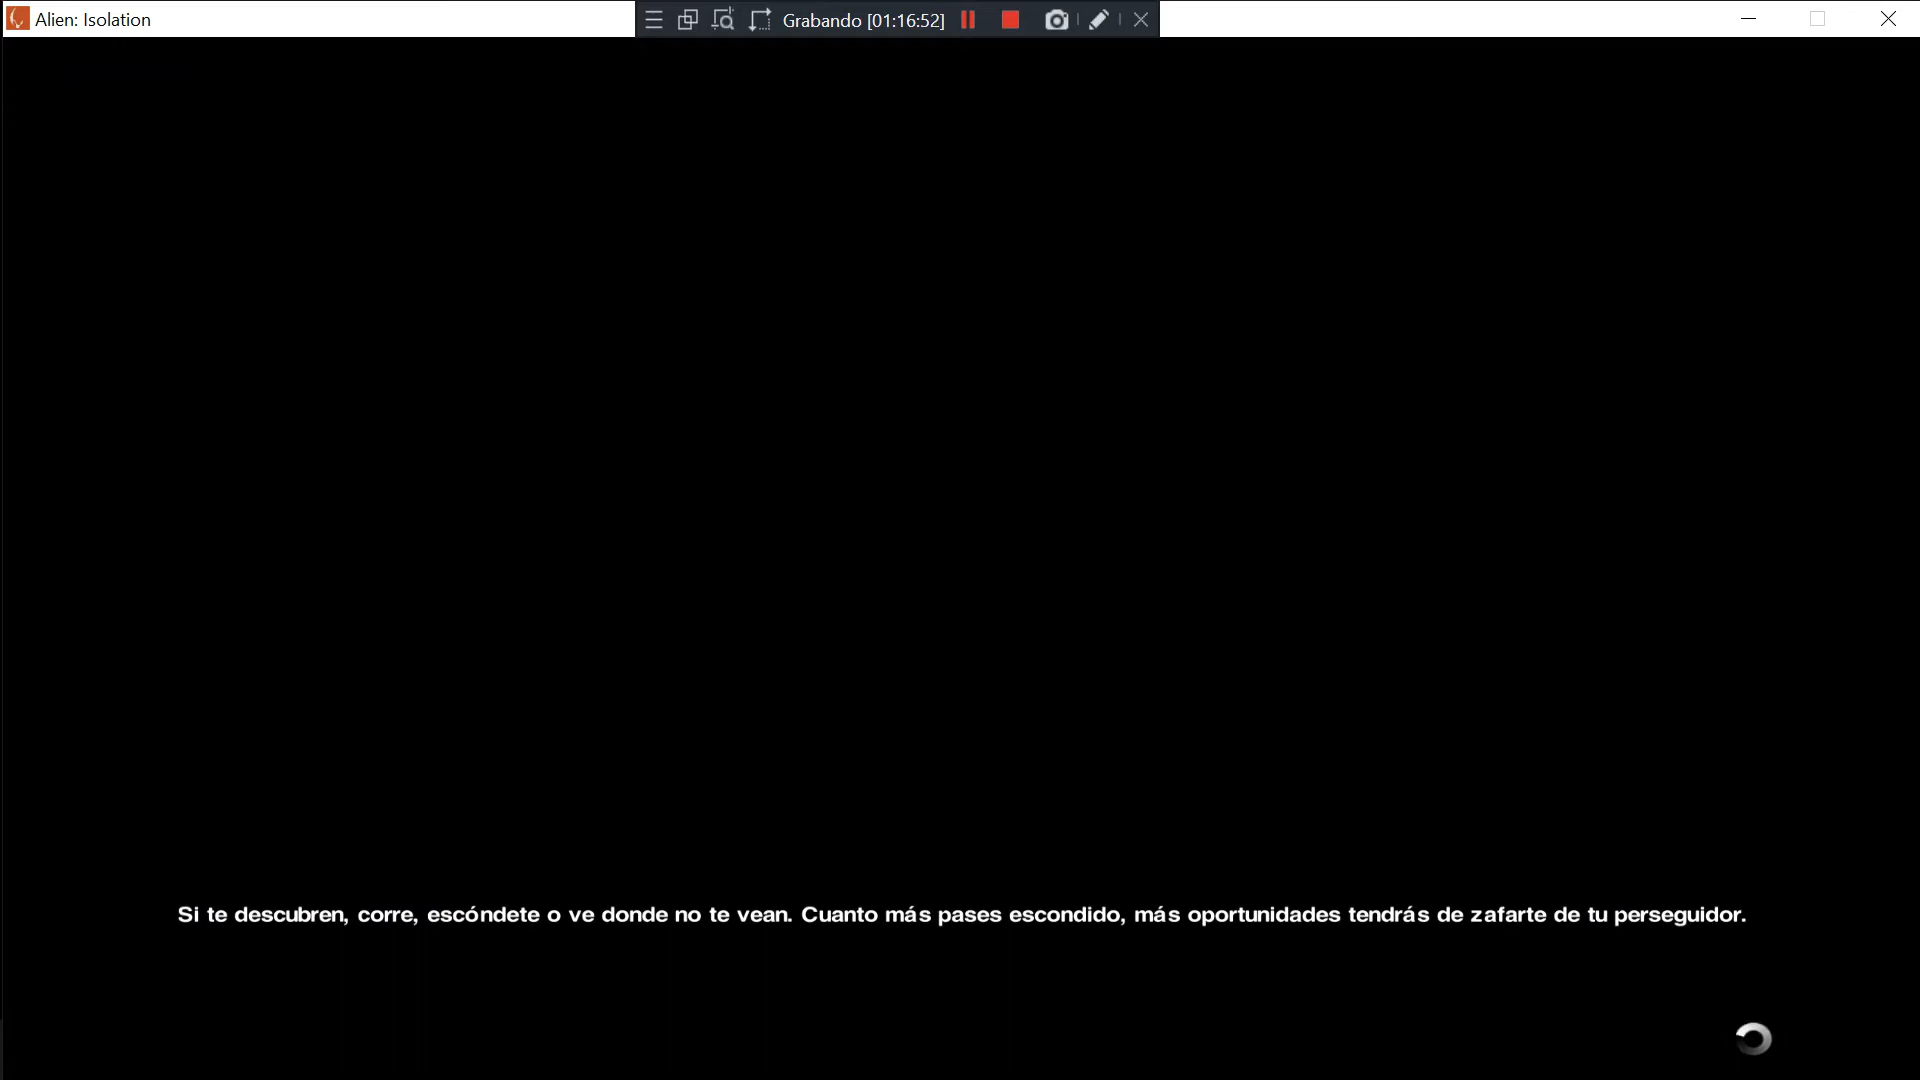 Alien: Isolation
Grabando [01:16:52]
Si te descubren, corre, escóndete o ve donde no te vean. Cuanto más pases escondido, más oportunidades tendrás de zafarte de tu perseguidor.